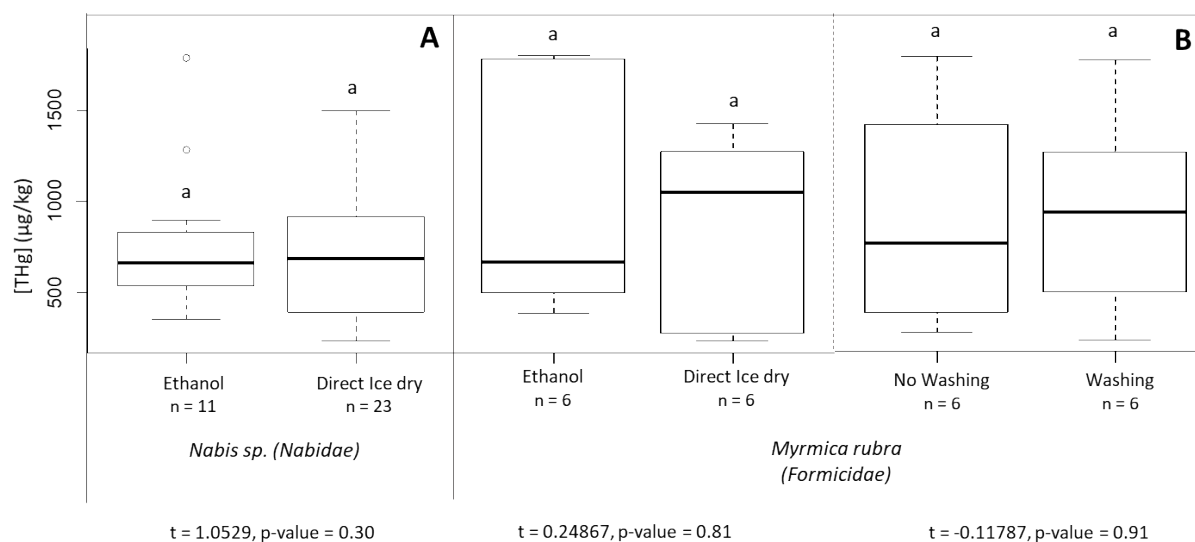 A
B
a
a
a
a
a
a
[THg] (µg/kg)
1500
1000
500
Ethanol
n = 11
Direct Ice dry
n = 23
Ethanol
n = 6
Direct Ice dry
n = 6
No Washing
n = 6
Washing
n = 6
Nabis sp. (Nabidae)
Myrmica rubra
(Formicidae)
t = 1.0529, p-value = 0.30
t = 0.24867, p-value = 0.81
t = -0.11787, p-value = 0.91